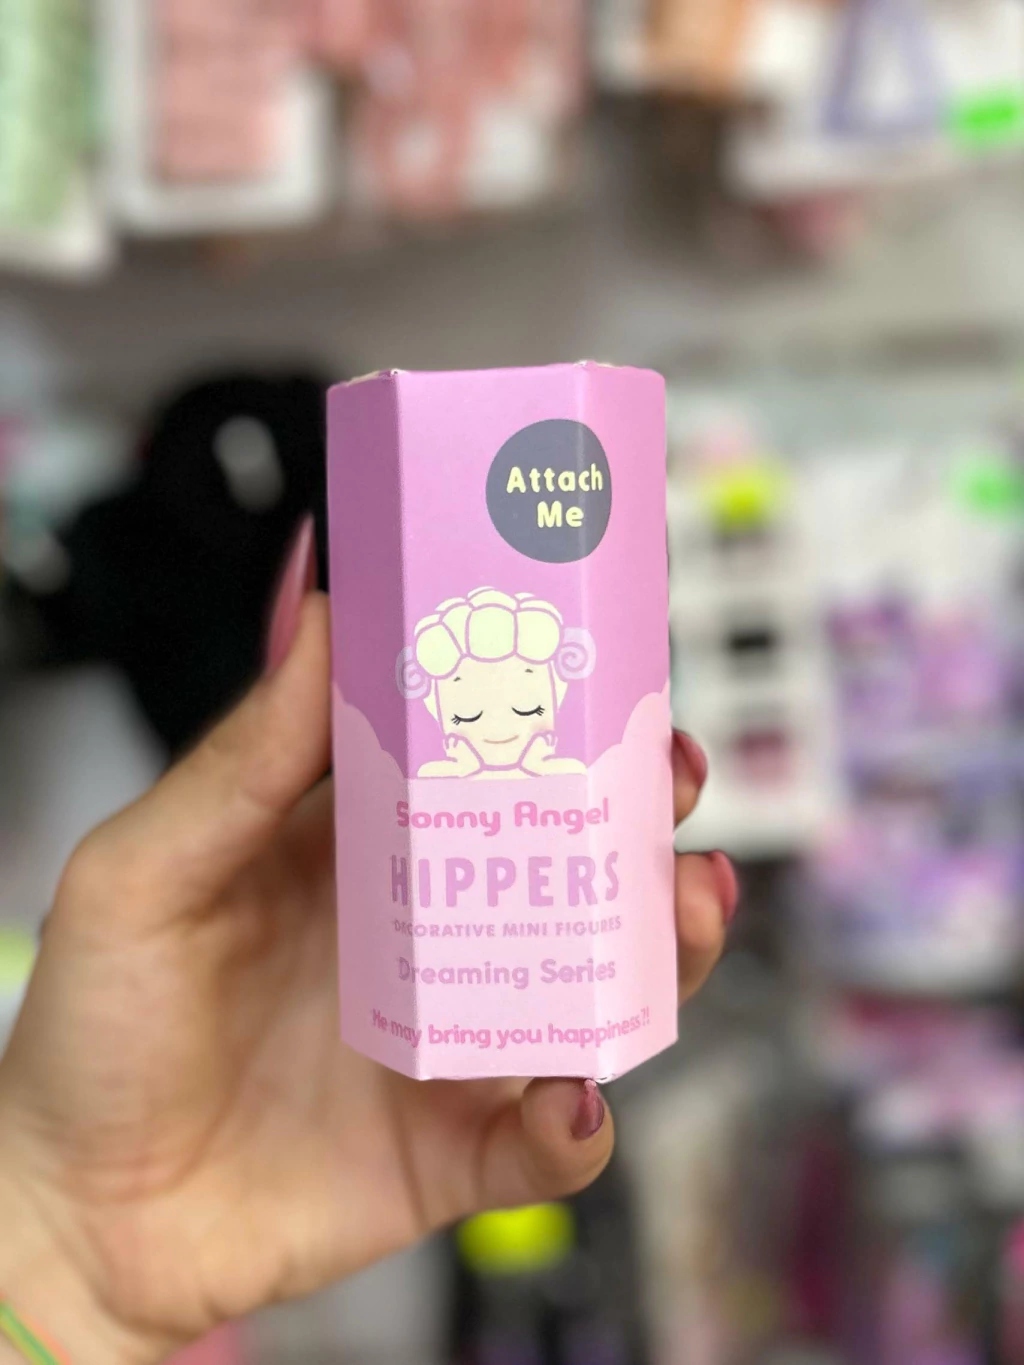 Attach
Me
Sonny Angel
HIPPERS
DECORATIVE MINI FIGURES
Dreaming Series
He may bring you happiness?!